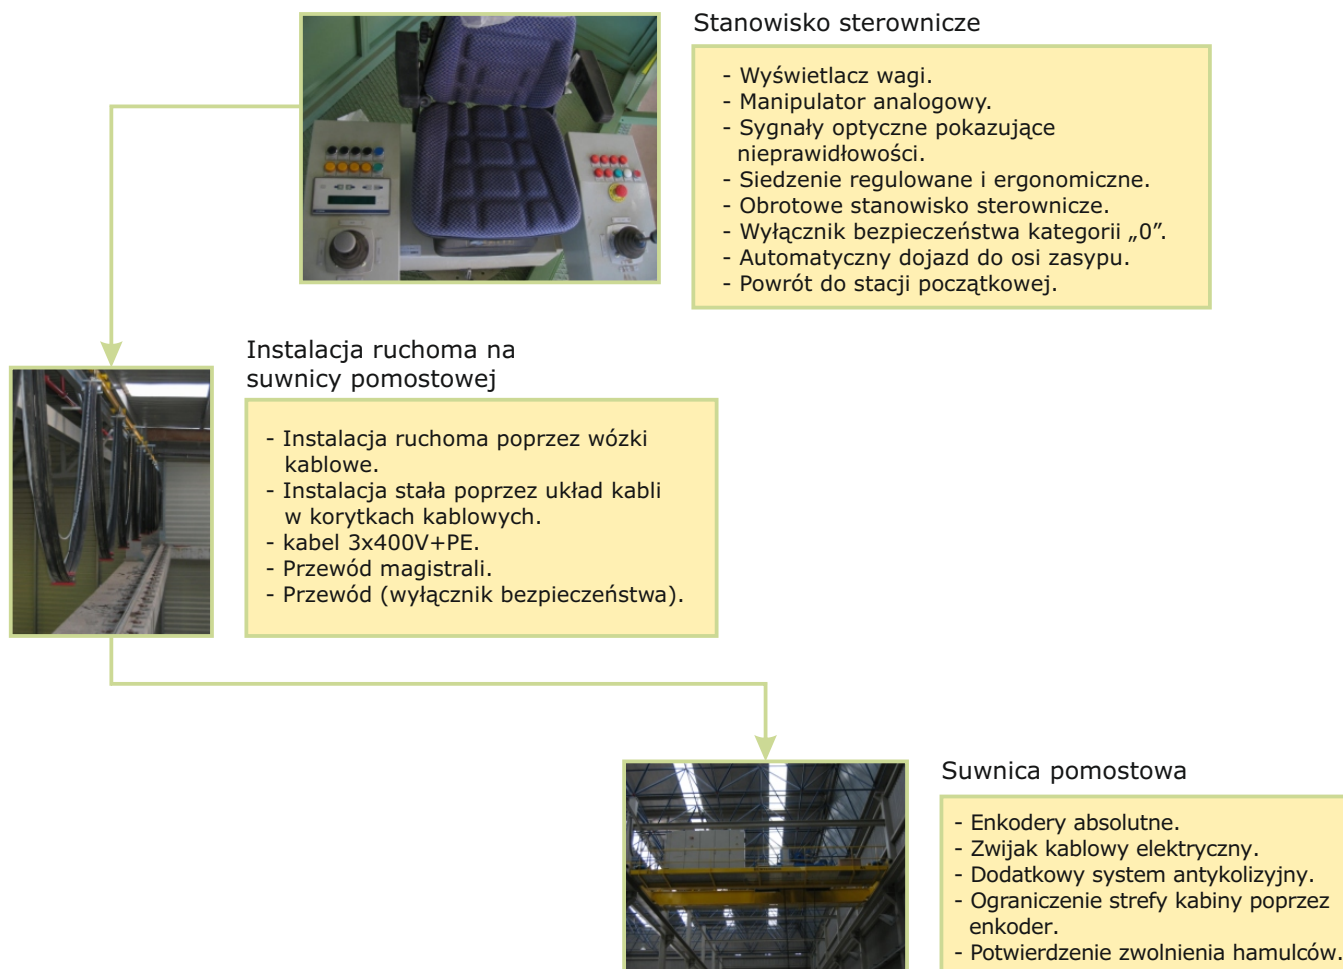 Stanowisko sterownicze
- Wyświetlacz wagi.
- Manipulator analogowy.
- Sygnały optyczne pokazujące
nieprawidłowości.
- Siedzenie regulowane i ergonomiczne.
- Obrotowe stanowisko sterownicze.
- Wyłącznik bezpieczeństwa kategorii „0”.
- Automatyczny dojazd do osi zasypu.
- Powrót do stacji początkowej.
Instalacja ruchoma na
suwnicy pomostowej
- Instalacja ruchoma poprzez wózki
kablowe.
- Instalacja stała poprzez układ kabli
w korytkach kablowych.
- kabel 3x400V+PE.
- Przewód magistrali.
- Przewód (wyłącznik bezpieczeństwa).
Suwnica pomostowa
- Enkodery absolutne.
- Zwijak kablowy elektryczny.
- Dodatkowy system antykolizyjny.
- Ograniczenie strefy kabiny poprzez
enkoder.
- Potwierdzenie zwolnienia hamulców.